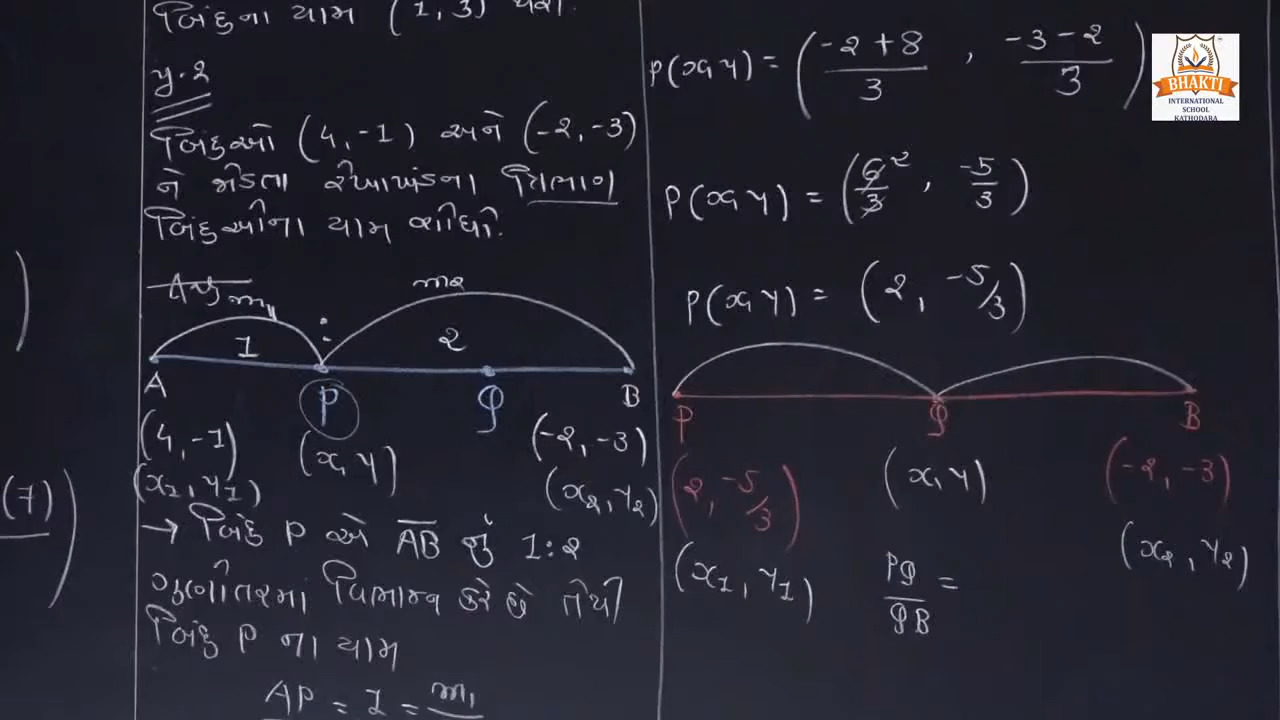 બિંદુના યામ (1, 3) થશે.
પ્ર.૨
બિંદુઓ (4, -1) અને (-2, -3)
ને જોડતા રેખાખંડના ત્રિભાગ
બિંદુઓના યામ શોધો.
m1 m2
1 : 2
A P Q B
(4, -1) (x, y) (-2, -3)
(x1, y1) (x2, y2)
→ બિંદુ P એ AB નું 1:2
ગુણોત્તરમાં વિભાજન કરે છે તેથી
બિંદુ P ના યામ
AP = 1 = m1
(7)
P(x, y) = (-2 + 8 / 3 , -3 - 2 / 3)
P(x, y) = (6/3 2 , -5/3)
P(x, y) = (2, -5/3)
P Q B
(2, -5/3) (x, y) (-2, -3)
(x1, y1) (x2, y2)
PQ / QB =
BHAKTI
INTERNATIONAL
SCHOOL
KATHODARA